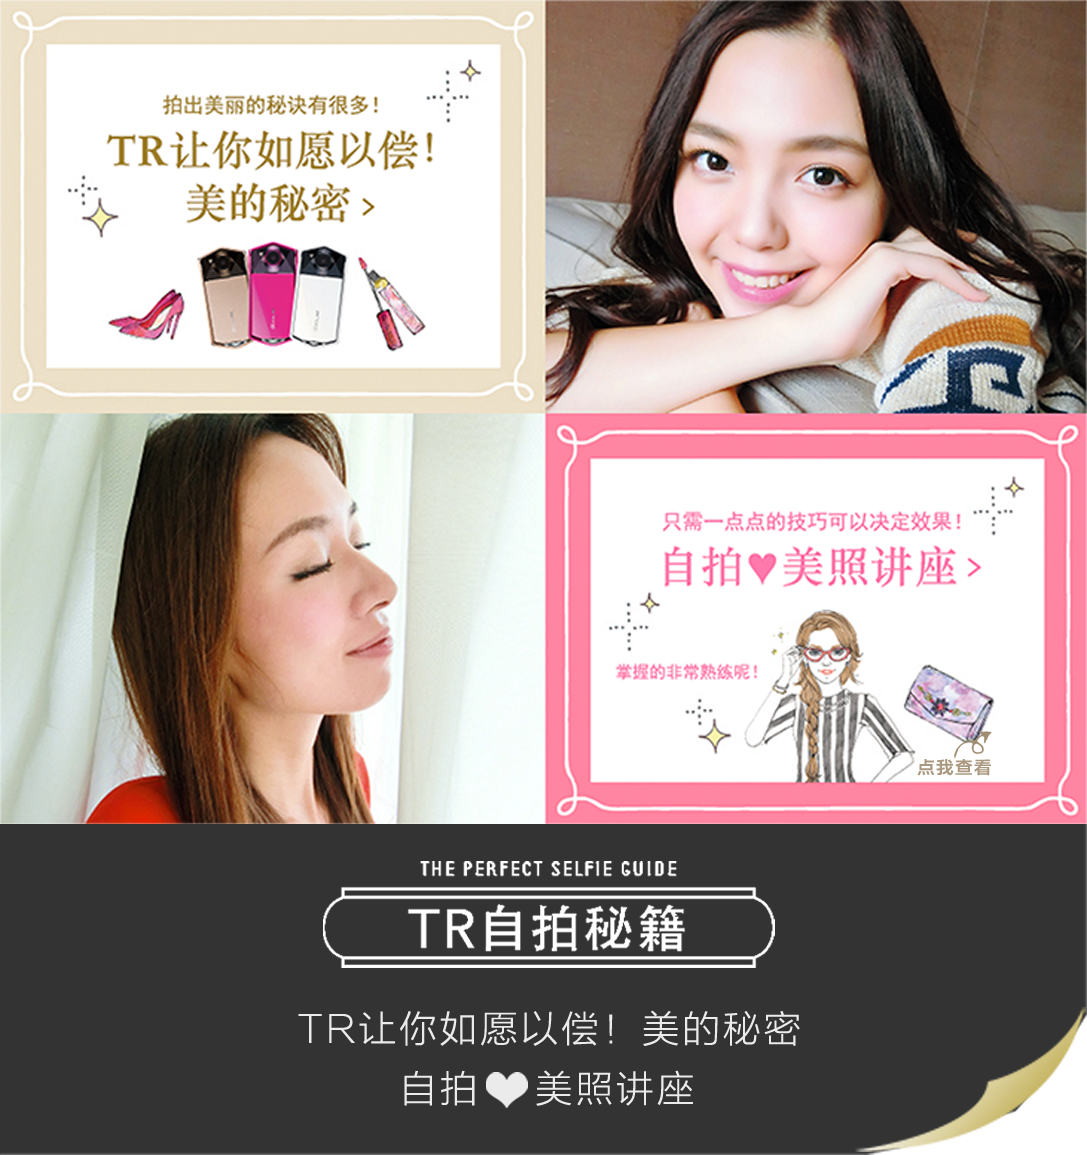 拍出美丽的秘诀有很多！
TR让你如愿以偿！
美的秘密 >
只需一点点的技巧可以决定效果！
自拍♥美照讲座 >
掌握的非常熟练呢！
点我查看
THE PERFECT SELFIE GUIDE
TR自拍秘籍
TR让你如愿以偿！美的秘密
自拍❤美照讲座